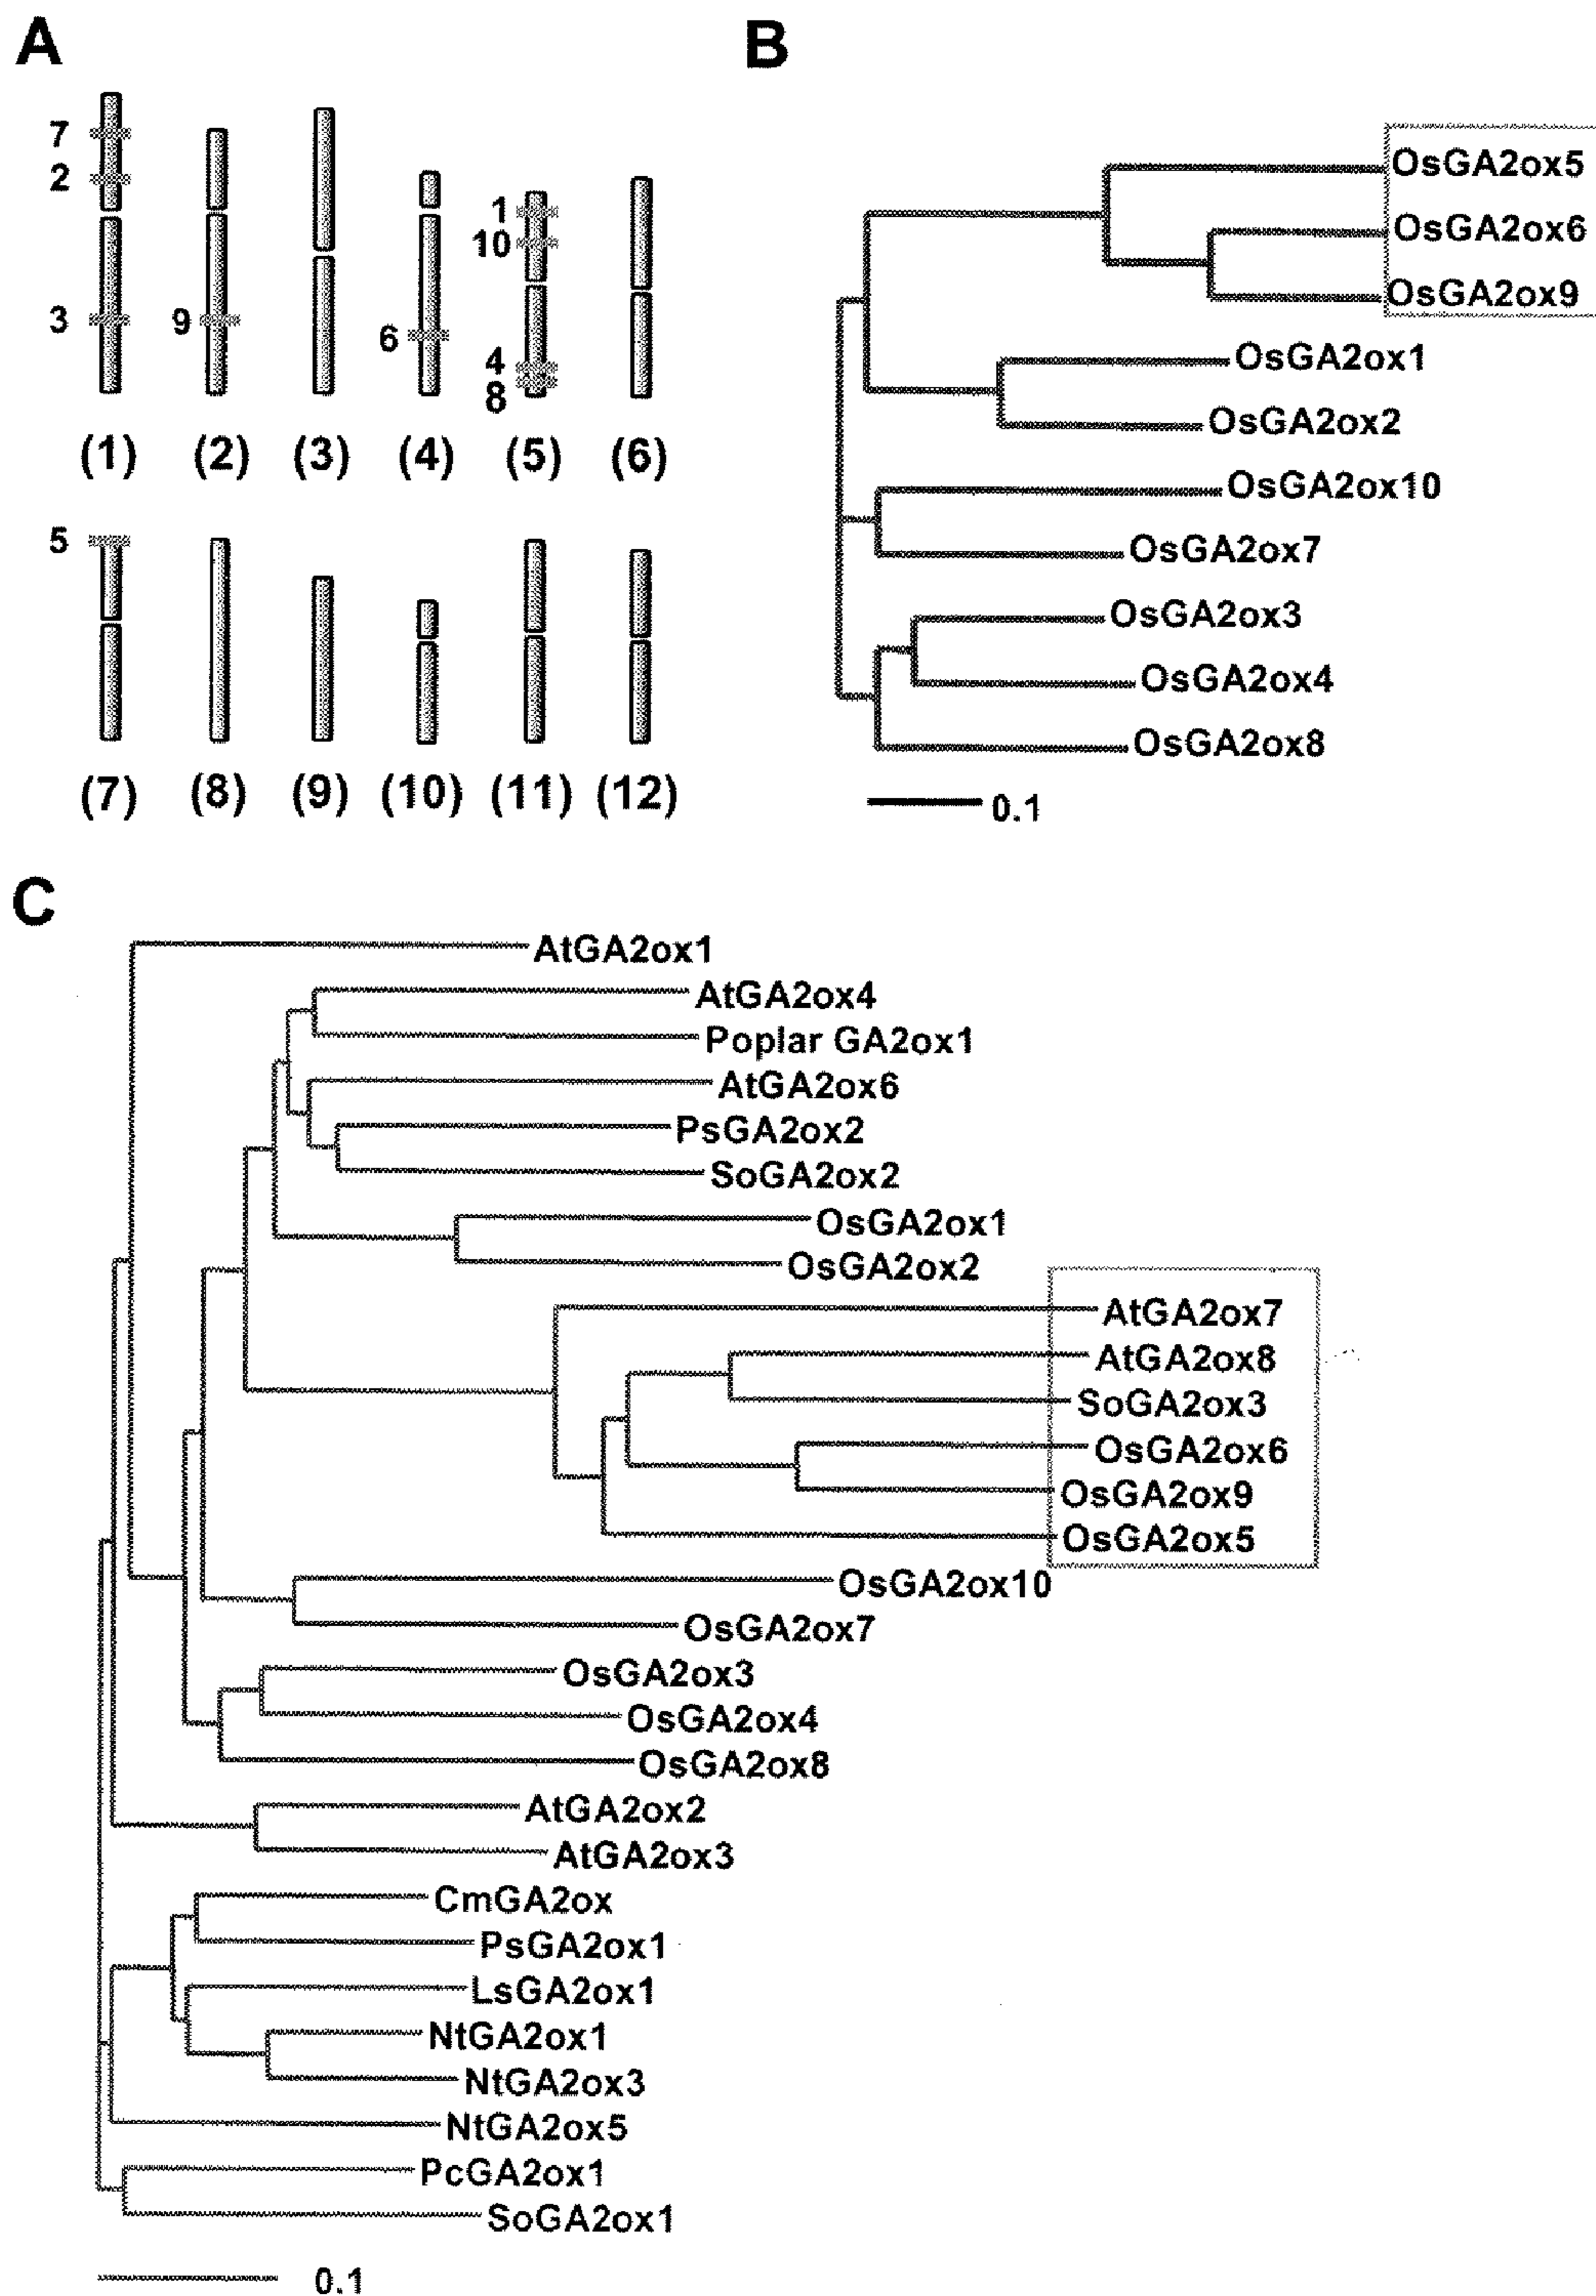 A
7
2
3
9
6
1
10
4
8
(1) (2) (3) (4) (5) (6)
5
(7) (8) (9) (10) (11) (12)
B
OsGA2ox5
OsGA2ox6
OsGA2ox9
OsGA2ox1
OsGA2ox2
OsGA2ox10
OsGA2ox7
OsGA2ox3
OsGA2ox4
OsGA2ox8
0.1
C
AtGA2ox1
AtGA2ox4
Poplar GA2ox1
AtGA2ox6
PsGA2ox2
SoGA2ox2
OsGA2ox1
OsGA2ox2
AtGA2ox7
AtGA2ox8
SoGA2ox3
OsGA2ox6
OsGA2ox9
OsGA2ox5
OsGA2ox10
OsGA2ox7
OsGA2ox3
OsGA2ox4
OsGA2ox8
AtGA2ox2
AtGA2ox3
CmGA2ox
PsGA2ox1
LsGA2ox1
NtGA2ox1
NtGA2ox3
NtGA2ox5
PcGA2ox1
SoGA2ox1
0.1